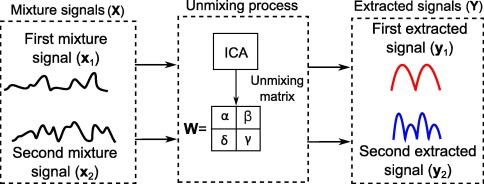 Mixture signals (X)
First mixture
signal (x1)
Second mixture
signal (x2)
Unmixing process
ICA
Unmixing
matrix
W=
α β
δ γ
Extracted signals (Y)
First extracted
signal (y1)
Second extracted
signal (y2)